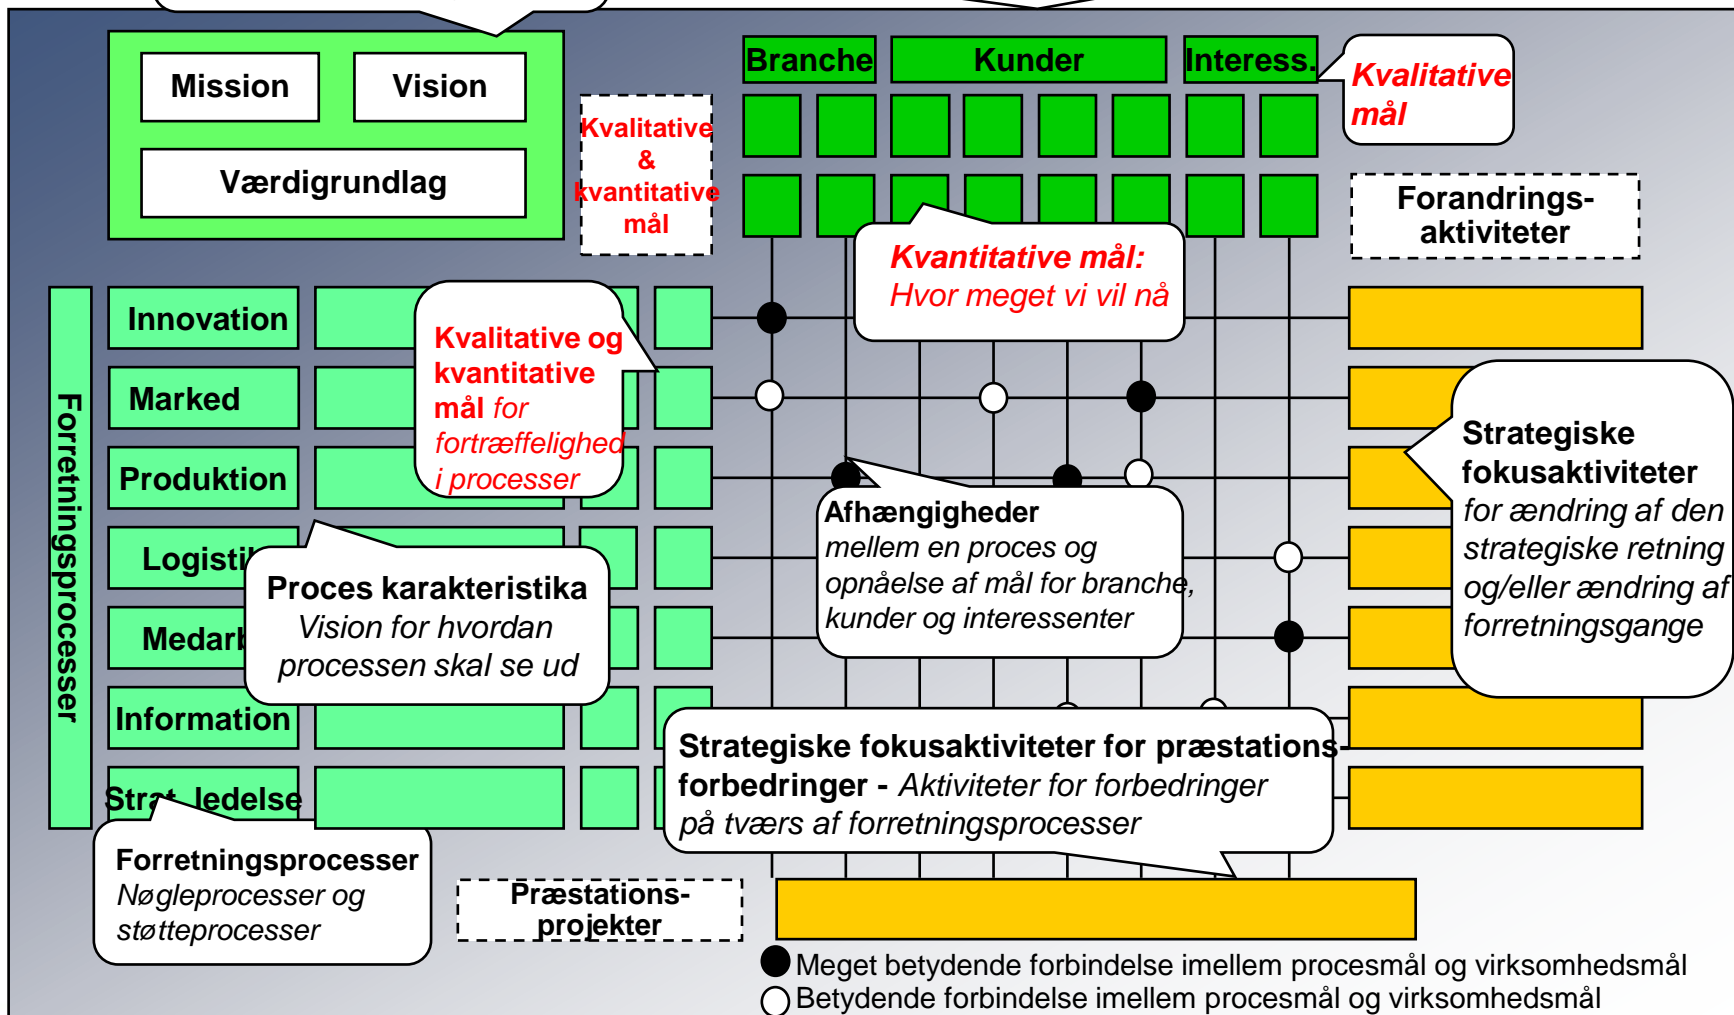 Mission
Vision
Værdigrundlag
Kvalitative
&
kvantitative
mål
Branche
Kunder
Interess.
Kvalitative
mål
Forandrings-
aktiviteter
Kvantitative mål:
Hvor meget vi vil nå
Forretningsprocesser
Innovation
Marked
Produktion
Logistik
Medarb
Information
Strat. ledelse
Kvalitative og
kvantitative
mål for
fortræffelighed
i processer
Proces karakteristika
Vision for hvordan
processen skal se ud
Afhængigheder
mellem en proces og
opnåelse af mål for branche,
kunder og interessenter
Strategiske
fokusaktiviteter
for ændring af den
strategiske retning
og/eller ændring af
forretningsgange
Strategiske fokusaktiviteter for præstations-
forbedringer - Aktiviteter for forbedringer
på tværs af forretningsprocesser
Forretningsprocesser
Nøgleprocesser og
støtteprocesser
Præstations-
projekter
Meget betydende forbindelse imellem procesmål og virksomhedsmål
Betydende forbindelse imellem procesmål og virksomhedsmål